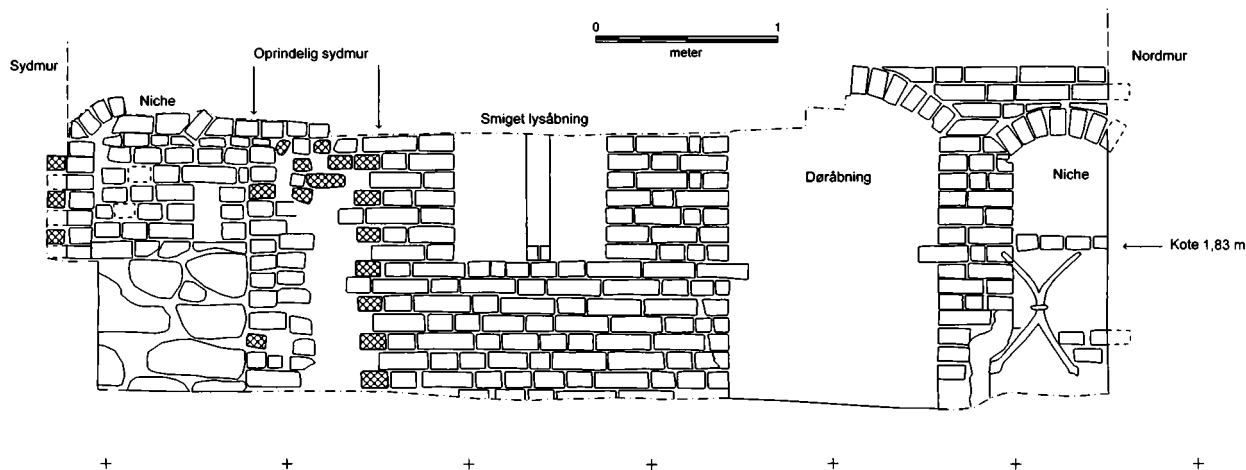 0 1
meter
Sydmur
Niche
Oprindelig sydmur
Smiget lysåbning
Døråbning
Nordmur
Niche
Kote 1,83 m